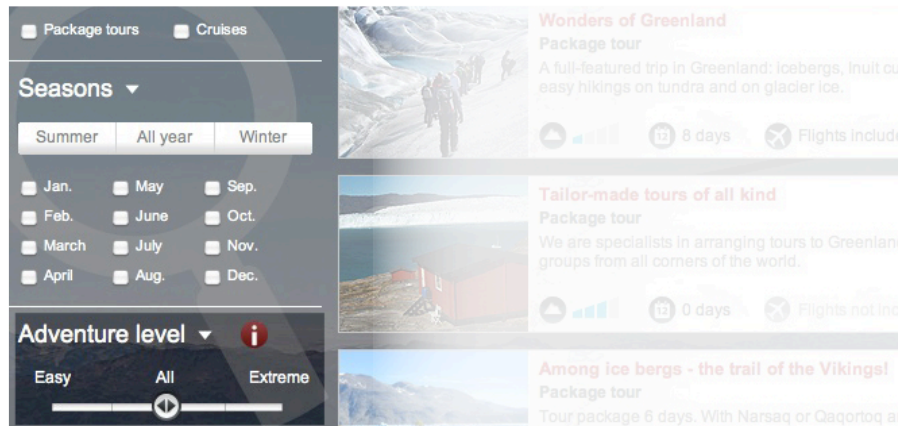 Package tours Cruises
Seasons
Summer All year Winter
Jan. May Sep.
Feb. June Oct.
March July Nov.
April Aug. Dec.
Adventure level i
Easy All Extreme
Wonders of Greenland
Package tour
A full-featured trip in Greenland: icebergs, Inuit
easy hikings on tundra and on glacier ice.
12 8 days Flights
Tailor-made tours of all kind
Package tour
We are specialists in arranging tours to
groups from all corners of the world.
12 0 days Flights not
Among ice bergs - the trail of the Vikings!
Package tour
Tour package 6 days. With Narsaq or Qaqortoq